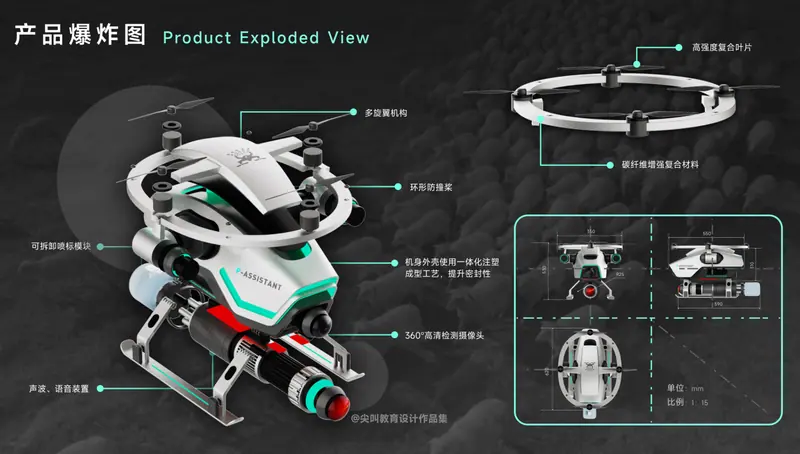 产品爆炸图 Product Exploded View
高强度复合叶片
多旋翼机构
碳纤维增强复合材料
环形防撞桨
可拆卸喷标模块
机身外壳使用一体化注塑
成型工艺，提升密封性
-ASSISTANT
360°高清检测摄像头
声波、语音装置
550
590
单位：mm
比例：1：15
@尖叫教育设计作品集